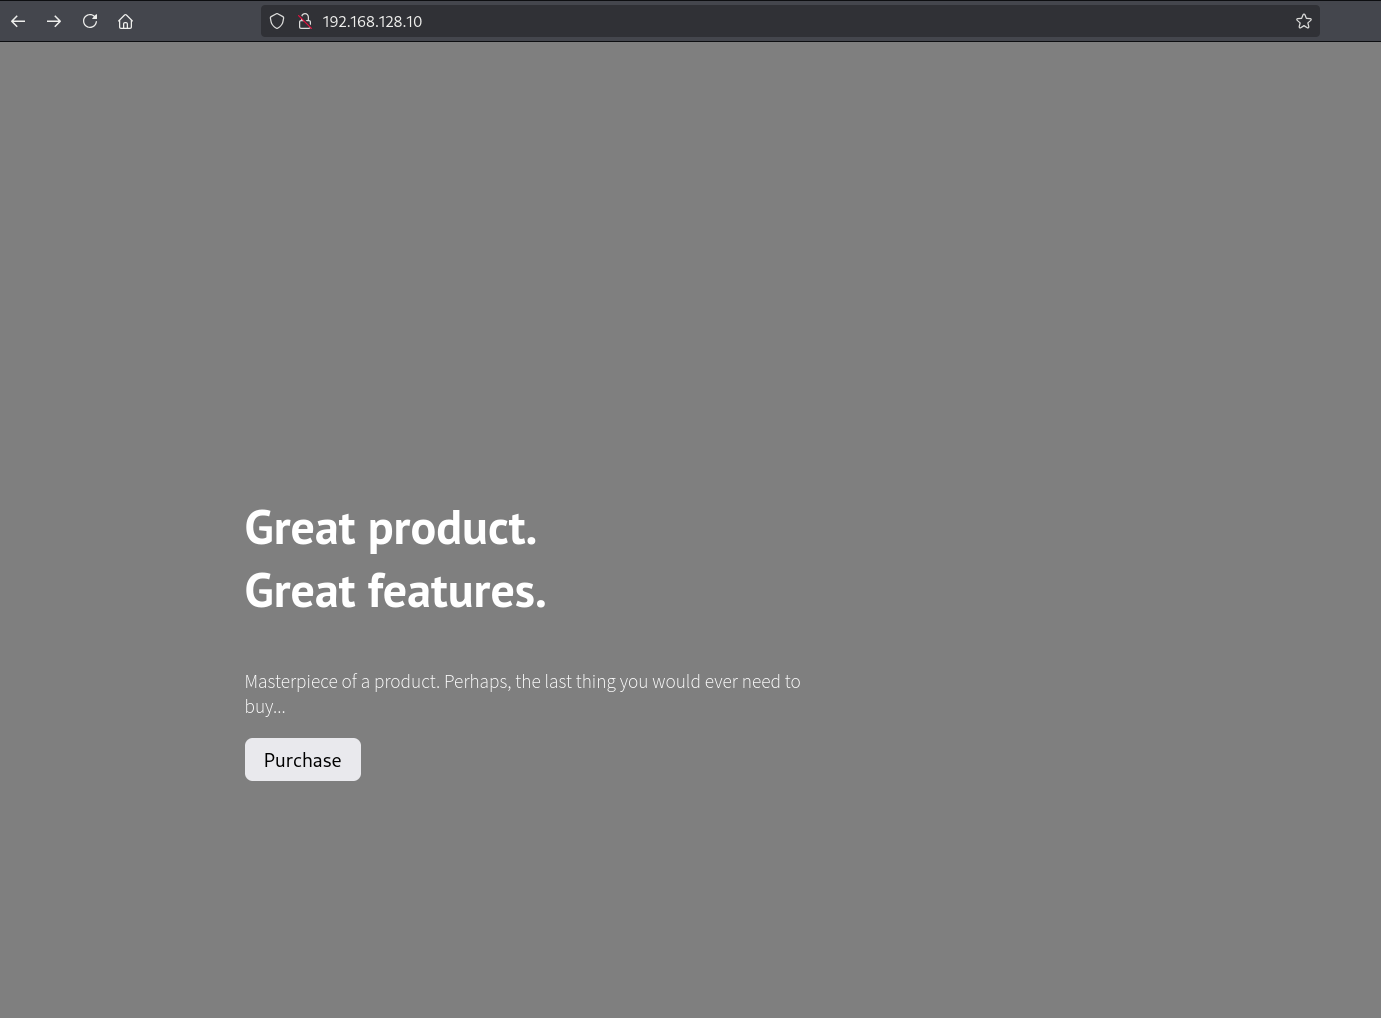 192.168.128.10
Great product.
Great features.
Masterpiece of a product. Perhaps, the last thing you would ever need to
buy...
Purchase